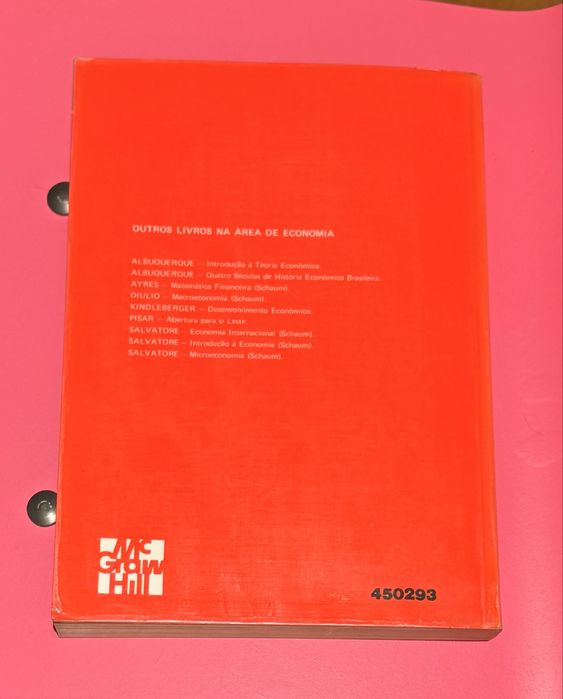 OUTROS LIVROS NA ÁREA DE ECONOMIA
ALBUQUERQUE — Introdução à Teoria Econômica.
ALBUQUERQUE — Quatro Séculos de História Econômica Brasileira.
AYRES — Matemática Financeira (Schaum).
DIULIO — Macroeconomia (Schaum).
KINDLEBERGER — Desenvolvimento Econômico.
PISAR — Abertura para o Leste.
SALVATORE — Economia Internacional (Schaum).
SALVATORE — Introdução à Economia (Schaum).
SALVATORE — Microeconomia (Schaum).
Mc
Graw
Hill
450293